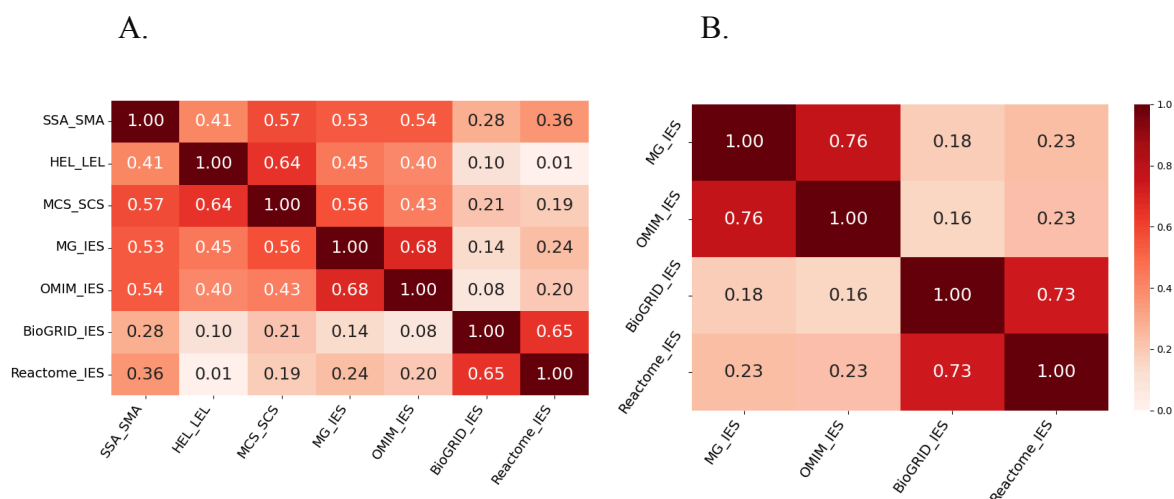 A.
SSA_SMA 1.00 0.41 0.57 0.53 0.54 0.28 0.36
HEL_LEL 0.41 1.00 0.64 0.45 0.40 0.10 0.01
MCS_SCS 0.57 0.64 1.00 0.56 0.43 0.21 0.19
MG_IES 0.53 0.45 0.56 1.00 0.68 0.14 0.24
OMIM_IES 0.54 0.40 0.43 0.68 1.00 0.08 0.20
BioGRID_IES 0.28 0.10 0.21 0.14 0.08 1.00 0.65
Reactome_IES 0.36 0.01 0.19 0.24 0.20 0.65 1.00
SSA_SMA HEL_LEL MCS_SCS MG_IES OMIM_IES BioGRID_IES Reactome_IES
B.
MG_IES 1.00 0.76 0.18 0.23
OMIM_IES 0.76 1.00 0.16 0.23
BioGRID_IES 0.18 0.16 1.00 0.73
Reactome_IES 0.23 0.23 0.73 1.00
MG_IES OMIM_IES BioGRID_IES Reactome_IES
1.0
0.8
0.6
0.4
0.2
0.0